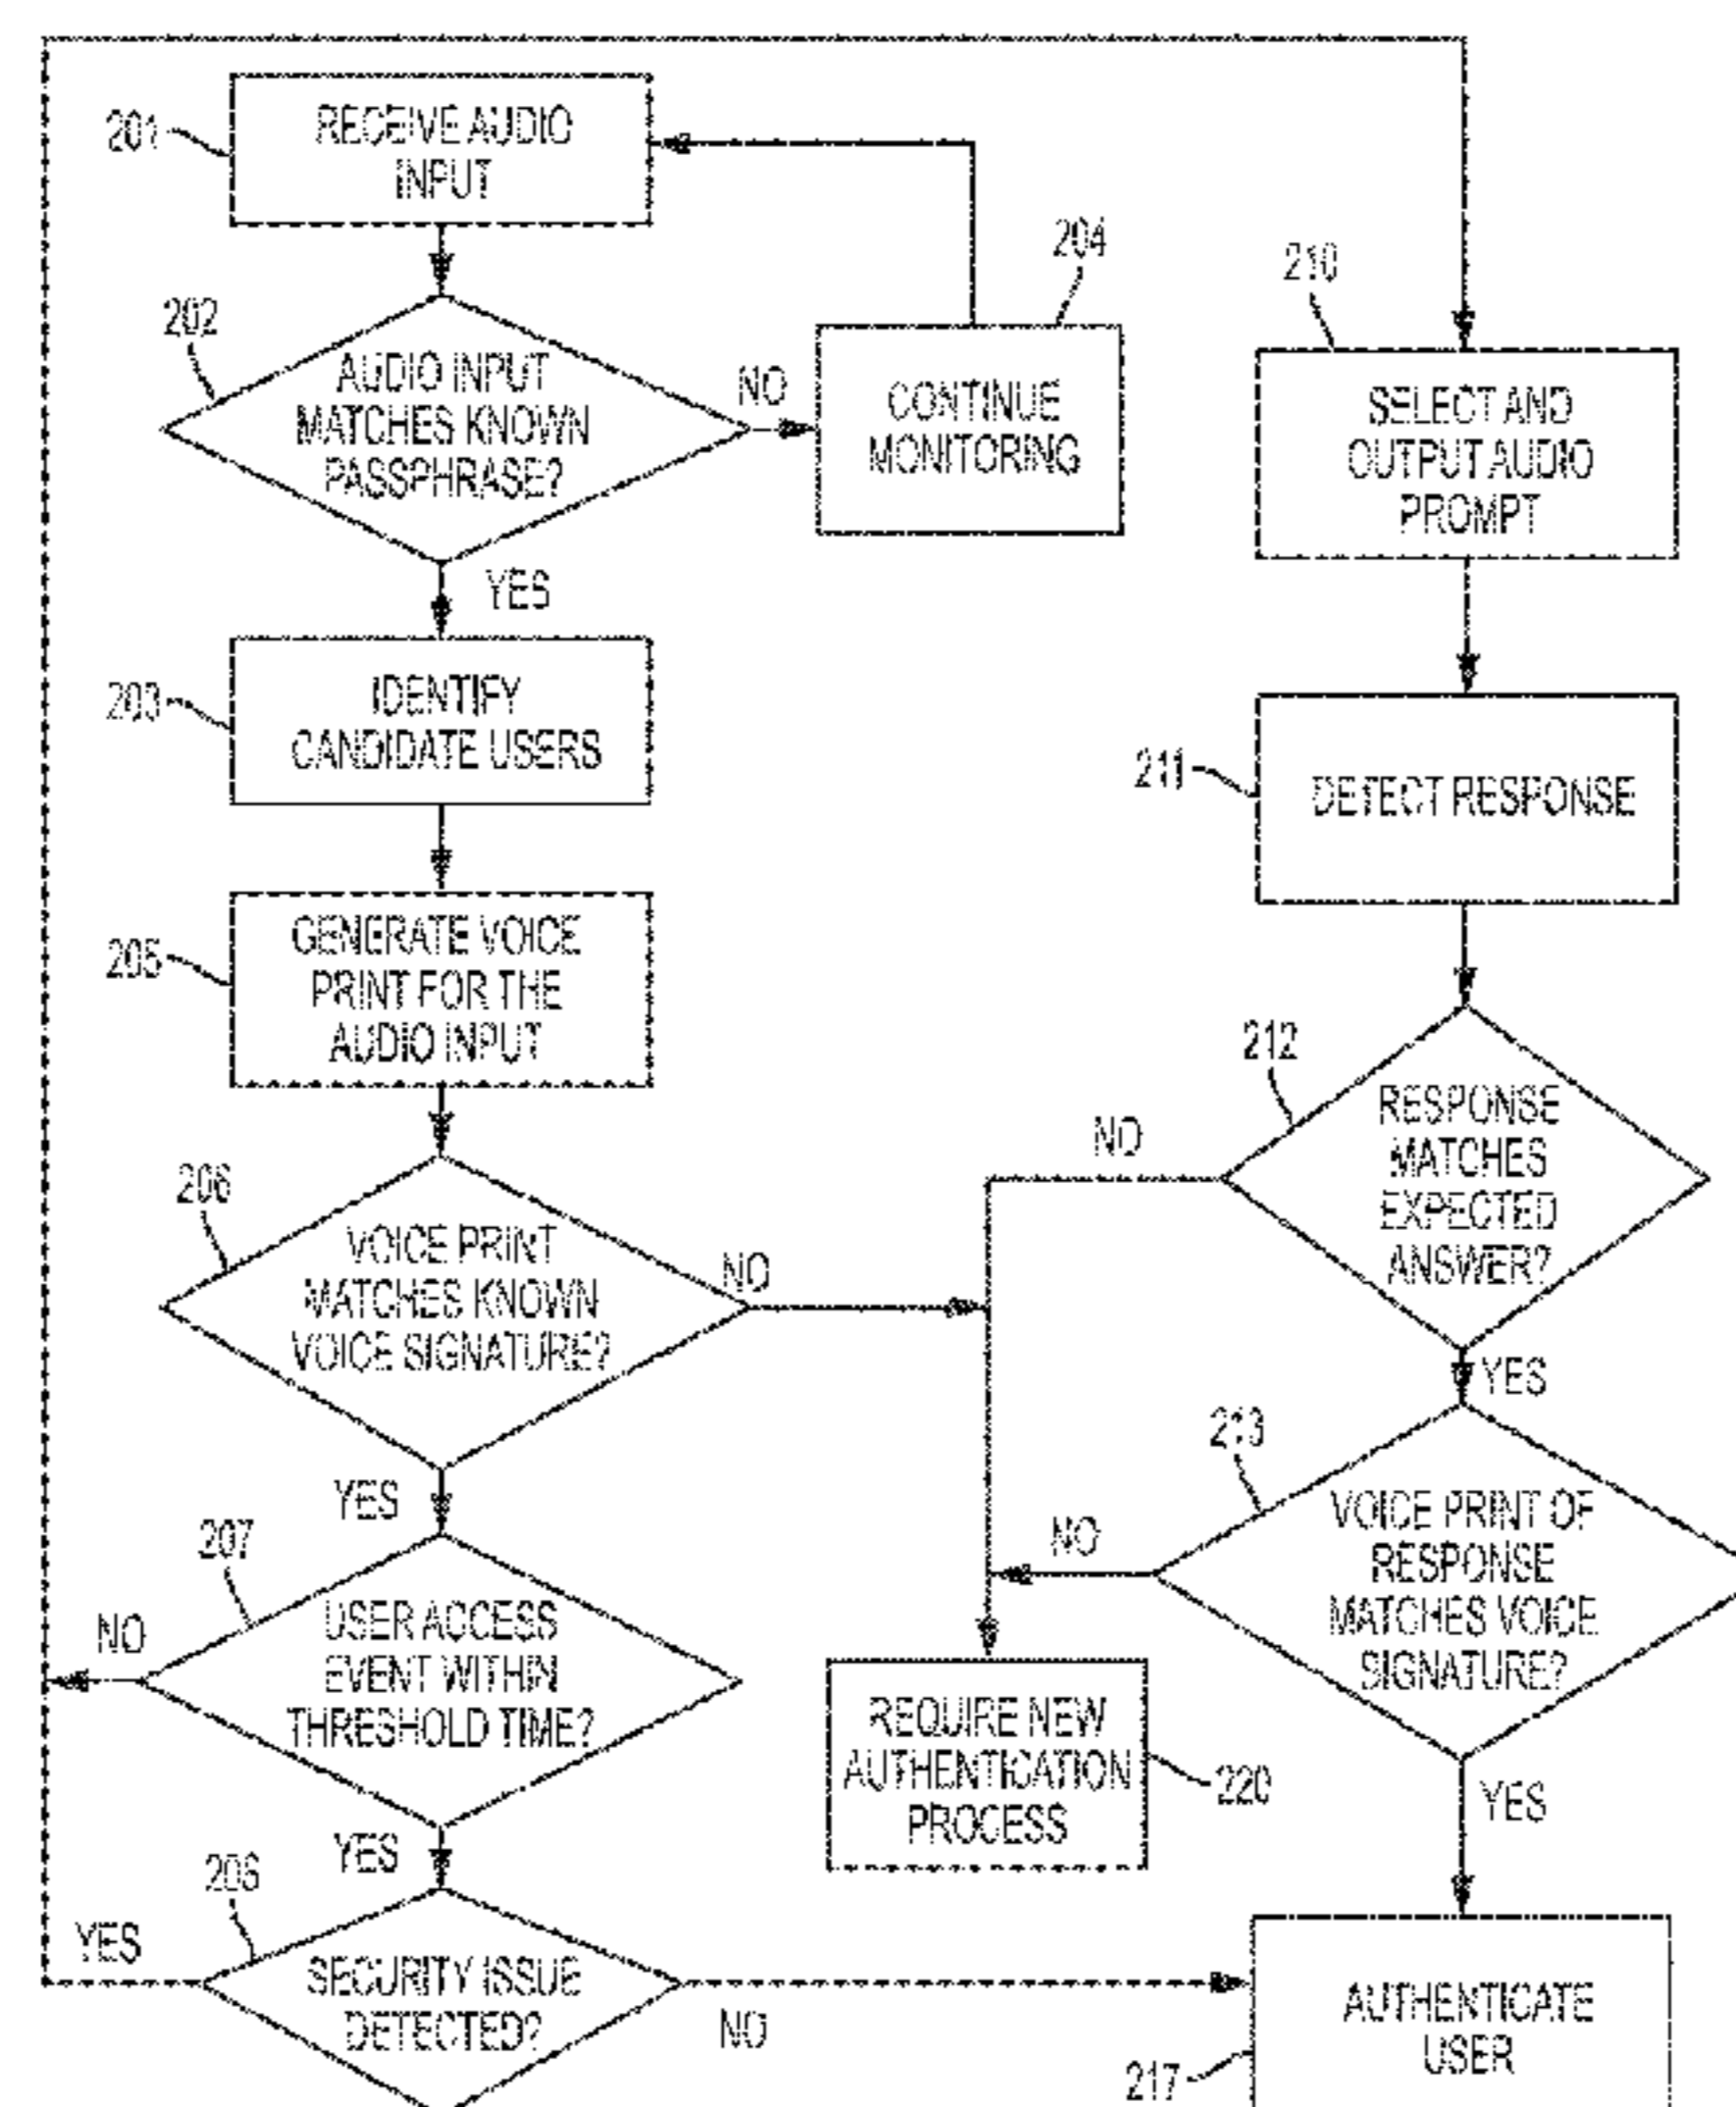 201
RECEIVE AUDIO
INPUT
202
AUDIO INPUT
MATCHES KNOWN
PASSPHRASE?
NO
204
CONTINUE
MONITORING
YES
203
IDENTIFY
CANDIDATE USERS
205
GENERATE VOICE
PRINT FOR THE
AUDIO INPUT
206
VOICE PRINT
MATCHES KNOWN
VOICE SIGNATURE?
NO
YES
207
USER ACCESS
EVENT WITHIN
THRESHOLD TIME?
NO
YES
SECURITY ISSUE
DETECTED?
YES
NO
210
SELECT AND
OUTPUT AUDIO
PROMPT
211
DETECT RESPONSE
212
RESPONSE
MATCHES
EXPECTED
ANSWER?
NO
YES
213
VOICE PRINT OF
RESPONSE
MATCHES VOICE
SIGNATURE?
NO
YES
REQUIRE NEW
AUTHENTICATION
PROCESS
220
AUTHENTICATE
USER
217